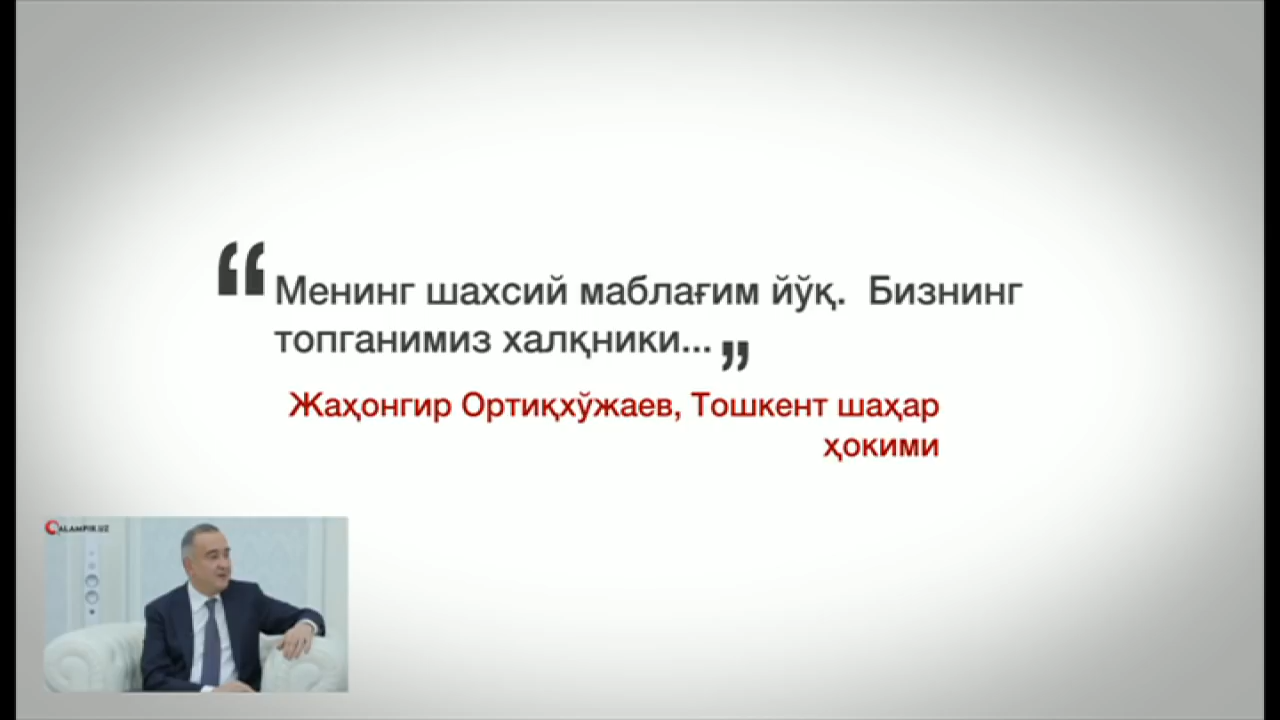 “Менинг шахсий маблағим йўқ. Бизнинг
топганимиз халқники...”
Жаҳонгир Ортиқхўжаев, Тошкент шаҳар
ҳокими
QALAMPIR.UZ